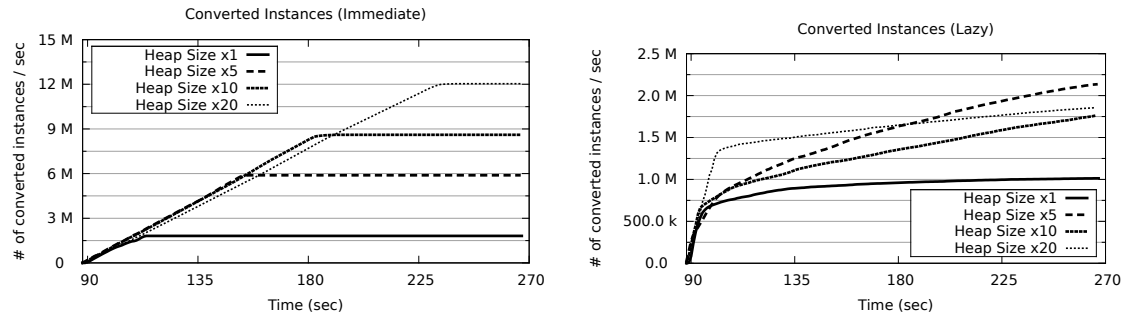 Converted Instances (Immediate)
# of converted instances / sec
15 M
12 M
9 M
6 M
3 M
0
Heap Size x1
Heap Size x5
Heap Size x10
Heap Size x20
90
135
180
225
270
Time (sec)
Converted Instances (Lazy)
# of converted instances / sec
2.5 M
2.0 M
1.5 M
1.0 M
500.0 k
0.0
Heap Size x1
Heap Size x5
Heap Size x10
Heap Size x20
90
135
180
225
270
Time (sec)